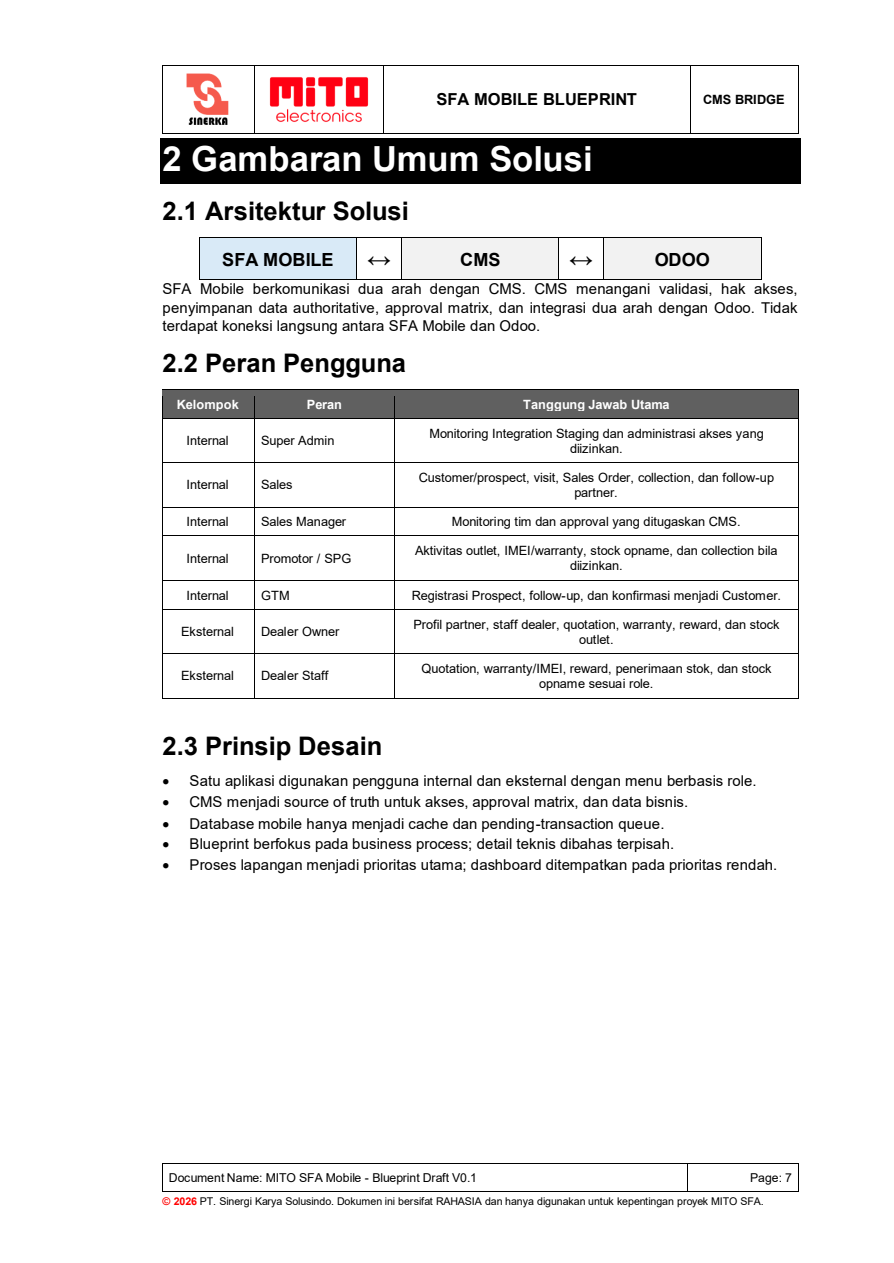 SINERKA
MiTO
electronics
SFA MOBILE BLUEPRINT
CMS BRIDGE
2 Gambaran Umum Solusi
2.1 Arsitektur Solusi
SFA MOBILE ↔ CMS ↔ ODOO
SFA Mobile berkomunikasi dua arah dengan CMS. CMS menangani validasi, hak akses,
penyimpanan data authoritative, approval matrix, dan integrasi dua arah dengan Odoo. Tidak
terdapat koneksi langsung antara SFA Mobile dan Odoo.
2.2 Peran Pengguna
Kelompok Peran Tanggung Jawab Utama
Internal Super Admin Monitoring Integration Staging dan administrasi akses yang
diizinkan.
Internal Sales Customer/prospect, visit, Sales Order, collection, dan follow-up
partner.
Internal Sales Manager Monitoring tim dan approval yang ditugaskan CMS.
Internal Promotor / SPG Aktivitas outlet, IMEI/warranty, stock opname, dan collection bila
diizinkan.
Internal GTM Registrasi Prospect, follow-up, dan konfirmasi menjadi Customer.
Eksternal Dealer Owner Profil partner, staff dealer, quotation, warranty, reward, dan stock
outlet.
Eksternal Dealer Staff Quotation, warranty/IMEI, reward, penerimaan stok, dan stock
opname sesuai role.
2.3 Prinsip Desain
• Satu aplikasi digunakan pengguna internal dan eksternal dengan menu berbasis role.
• CMS menjadi source of truth untuk akses, approval matrix, dan data bisnis.
• Database mobile hanya menjadi cache dan pending-transaction queue.
• Blueprint berfokus pada business process; detail teknis dibahas terpisah.
• Proses lapangan menjadi prioritas utama; dashboard ditempatkan pada prioritas rendah.
Document Name: MITO SFA Mobile - Blueprint Draft V0.1 Page: 7
© 2026 PT. Sinergi Karya Solusindo. Dokumen ini bersifat RAHASIA dan hanya digunakan untuk kepentingan proyek MITO SFA.